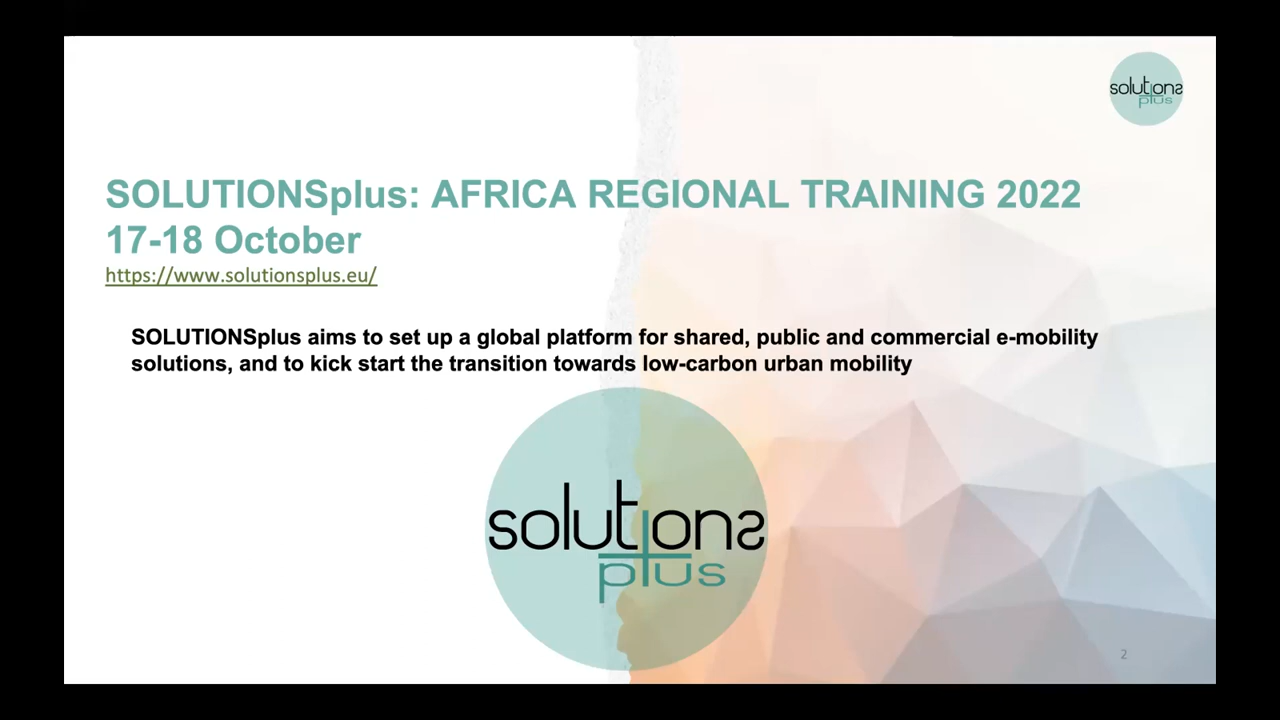 solutions
plus
SOLUTIONSplus: AFRICA REGIONAL TRAINING 2022
17-18 October
https://www.solutionsplus.eu/
SOLUTIONSplus aims to set up a global platform for shared, public and commercial e-mobility
solutions, and to kick start the transition towards low-carbon urban mobility
solutions
plus
2